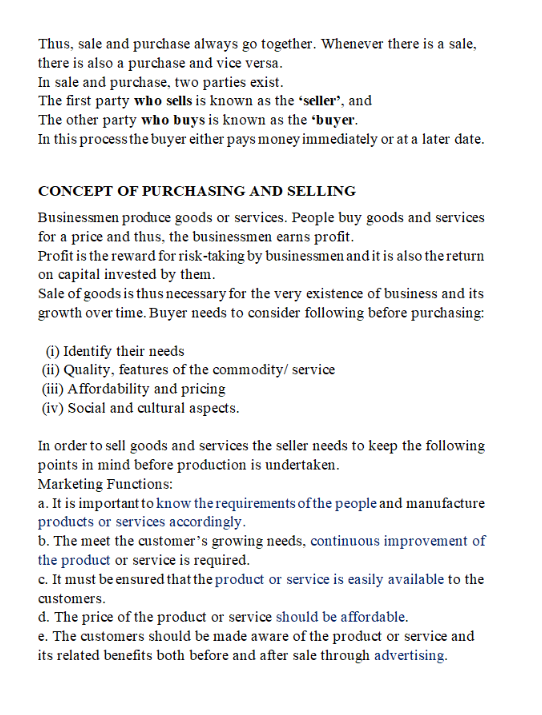 Thus, sale and purchase always go together. Whenever there is a sale,
there is also a purchase and vice versa.
In sale and purchase, two parties exist.
The first party who sells is known as the ‘seller’, and
The other party who buys is known as the ‘buyer.
In this process the buyer either pays money immediately or at a later date.
CONCEPT OF PURCHASING AND SELLING
Businessmen produce goods or services. People buy goods and services
for a price and thus, the businessmen earns profit.
Profit is the reward for risk-taking by businessmen and it is also the return
on capital invested by them.
Sale of goods is thus necessary for the very existence of business and its
growth over time. Buyer needs to consider following before purchasing:
(i) Identify their needs
(ii) Quality, features of the commodity/ service
(iii) Affordability and pricing
(iv) Social and cultural aspects.
In order to sell goods and services the seller needs to keep the following
points in mind before production is undertaken.
Marketing Functions:
a. It is important to know the requirements of the people and manufacture
products or services accordingly.
b. The meet the customer’s growing needs, continuous improvement of
the product or service is required.
c. It must be ensured that the product or service is easily available to the
customers.
d. The price of the product or service should be affordable.
e. The customers should be made aware of the product or service and
its related benefits both before and after sale through advertising.